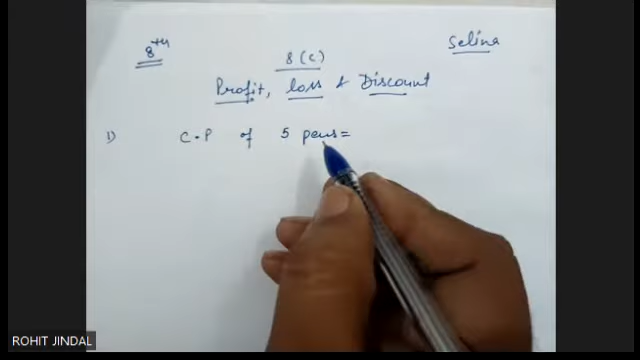 8th
Selina
8(c)
Profit, loss & Discount
1) C.P of 5 pens=
ROHIT JINDAL